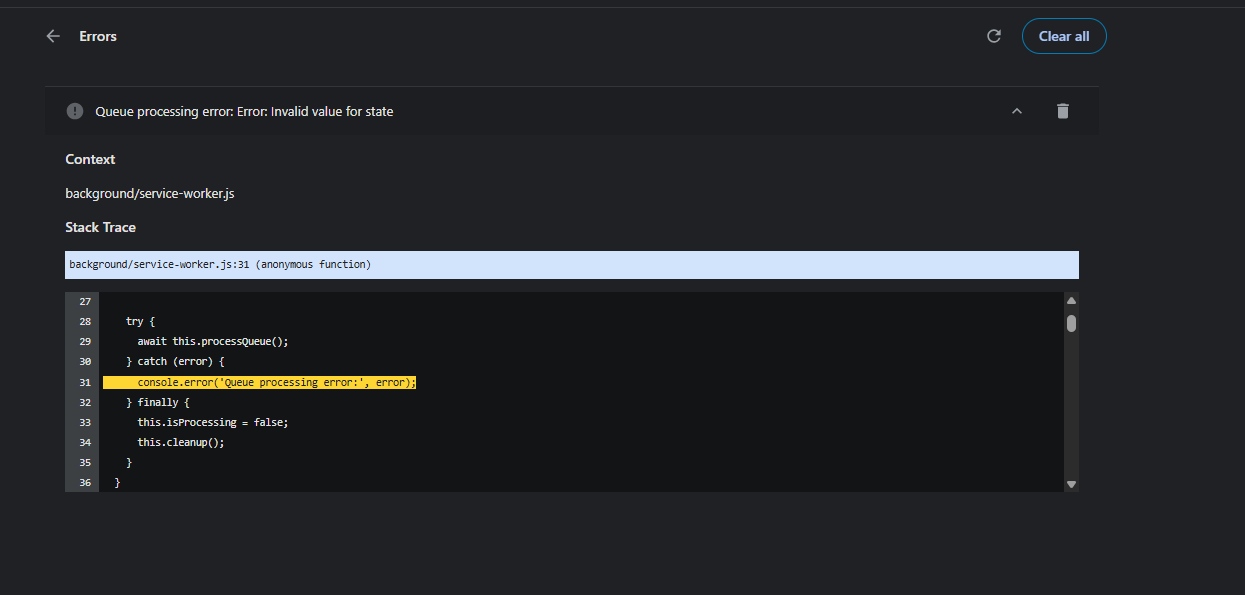 Errors
Clear all
Queue processing error: Error: Invalid value for state
Context
background/service-worker.js
Stack Trace
background/service-worker.js:31 (anonymous function)
27
28 try {
29 await this.processQueue();
30 } catch (error) {
31 console.error('Queue processing error:', error);
32 } finally {
33 this.isProcessing = false;
34 this.cleanup();
35 }
36 }